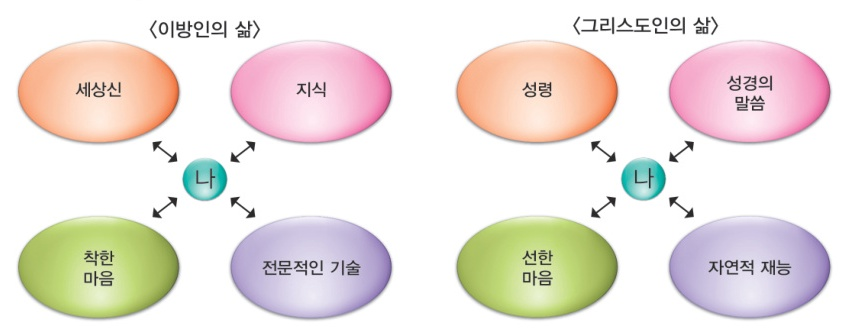 〈이방인의 삶〉
세상신
지식
나
착한
마음
전문적인 기술
〈그리스도인의 삶〉
성령
성경의
말씀
나
선한
마음
자연적 재능